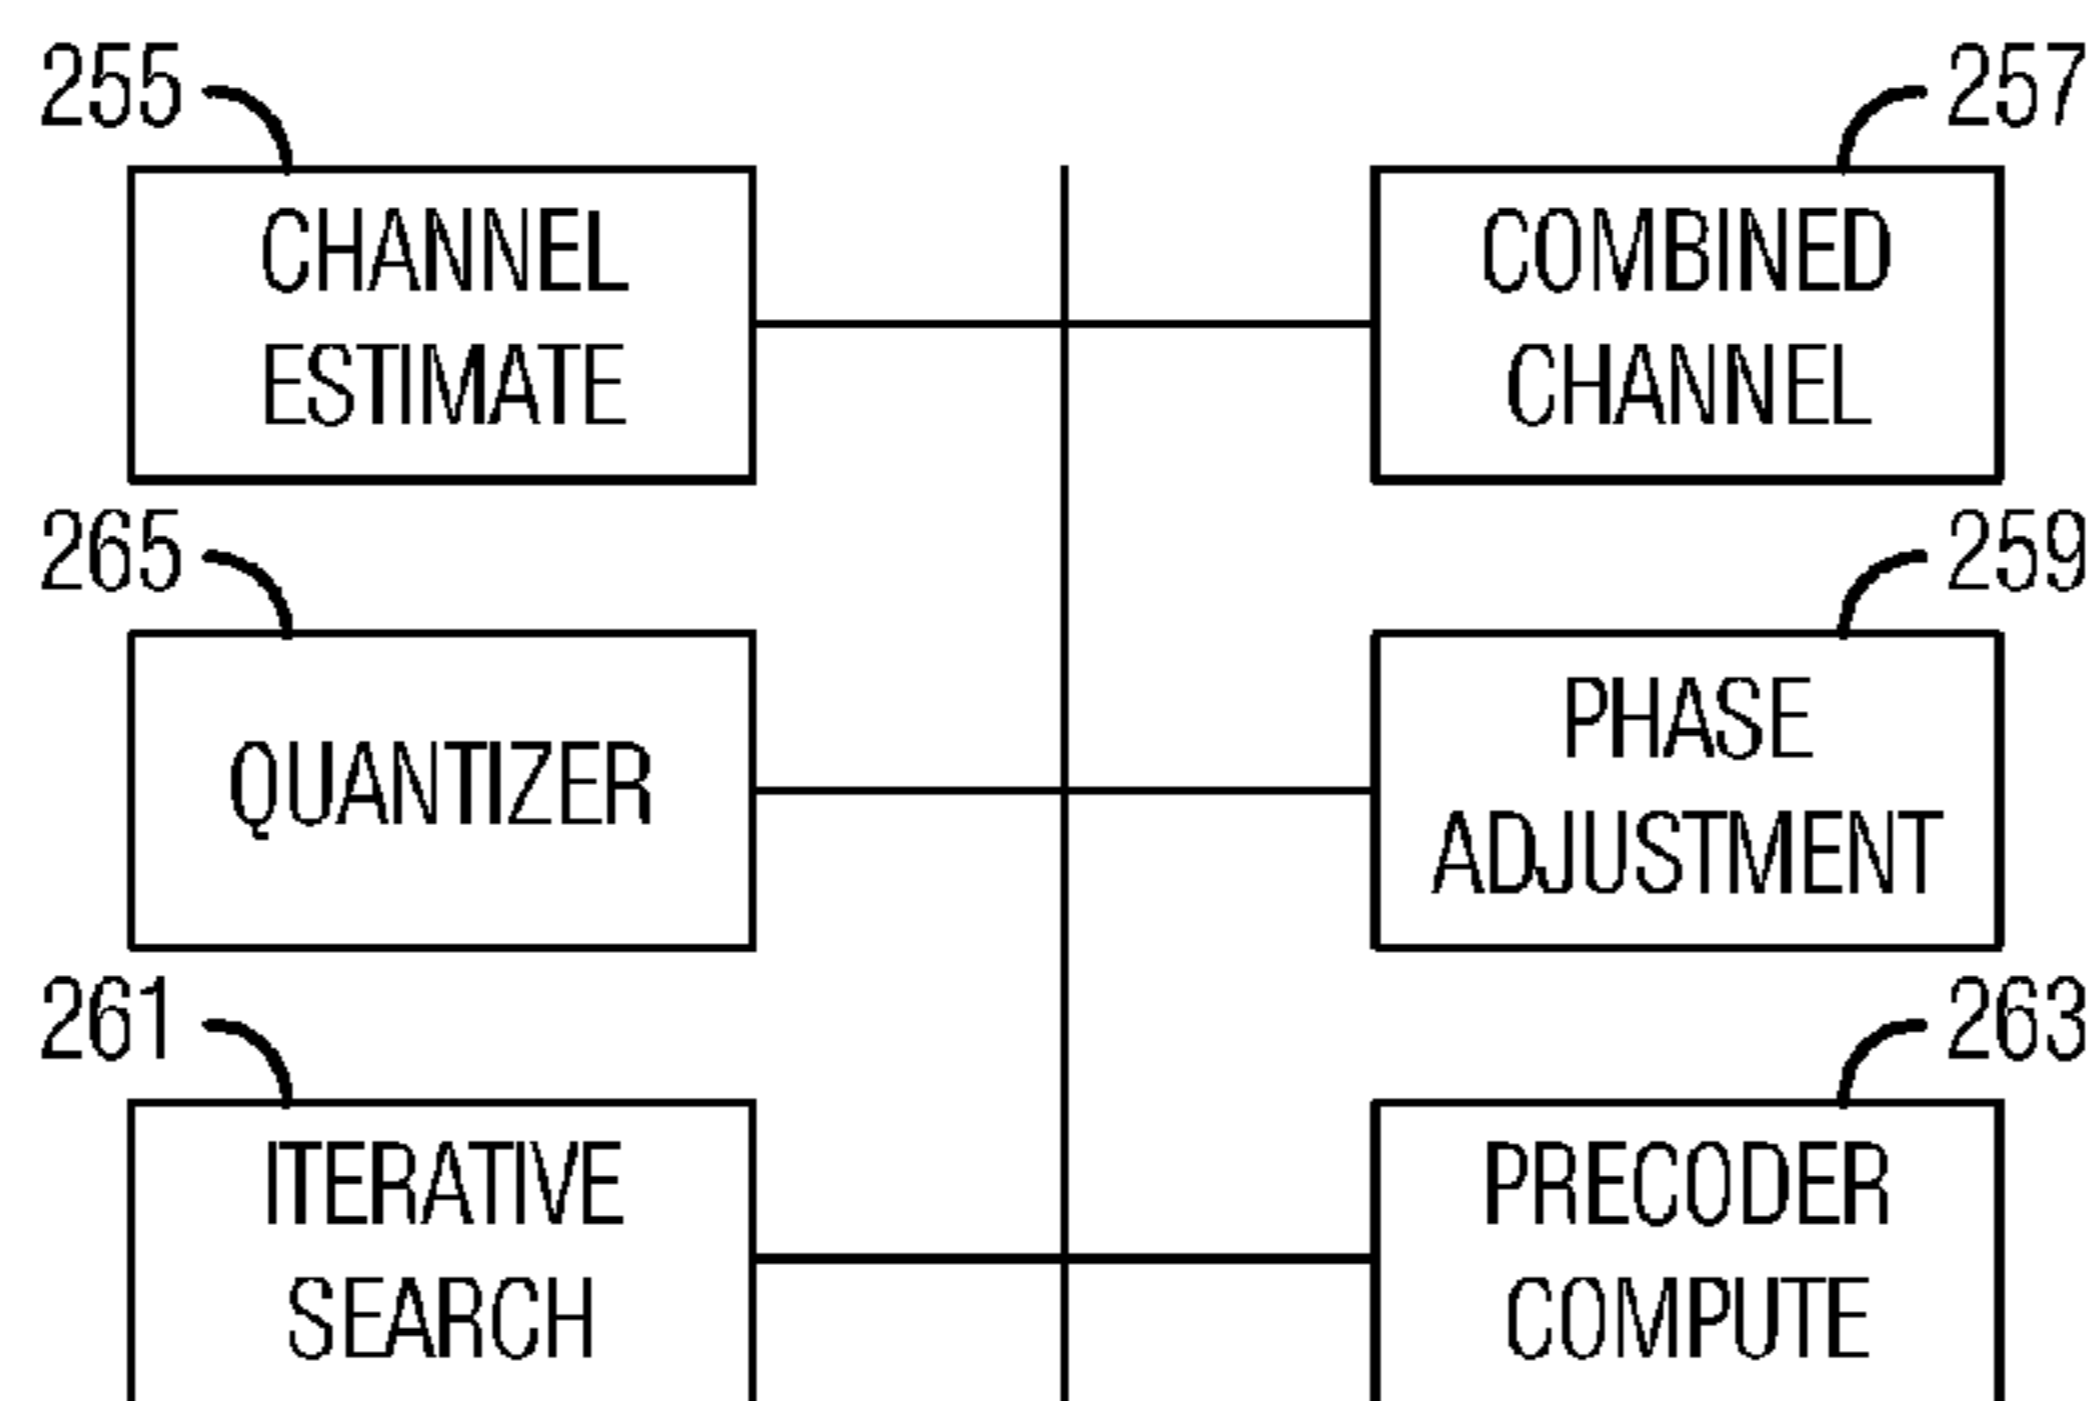 255
257
CHANNEL
ESTIMATE
COMBINED
CHANNEL
265
259
QUANTIZER
PHASE
ADJUSTMENT
261
263
ITERATIVE
SEARCH
PRECODER
COMPUTE